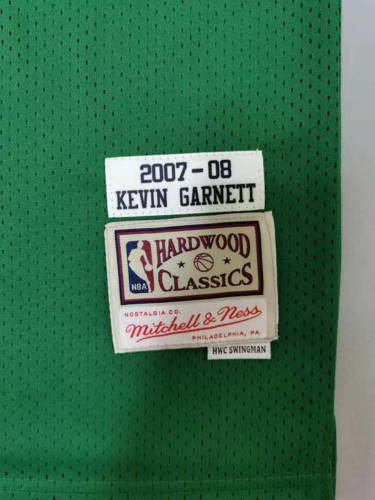 2007-08
KEVIN GARNETT
HARDWOOD
CLASSICS
NBA
NOSTALGIA CO.
Mitchell & Ness
PHILADELPHIA, PA.
HWC SWINGMAN